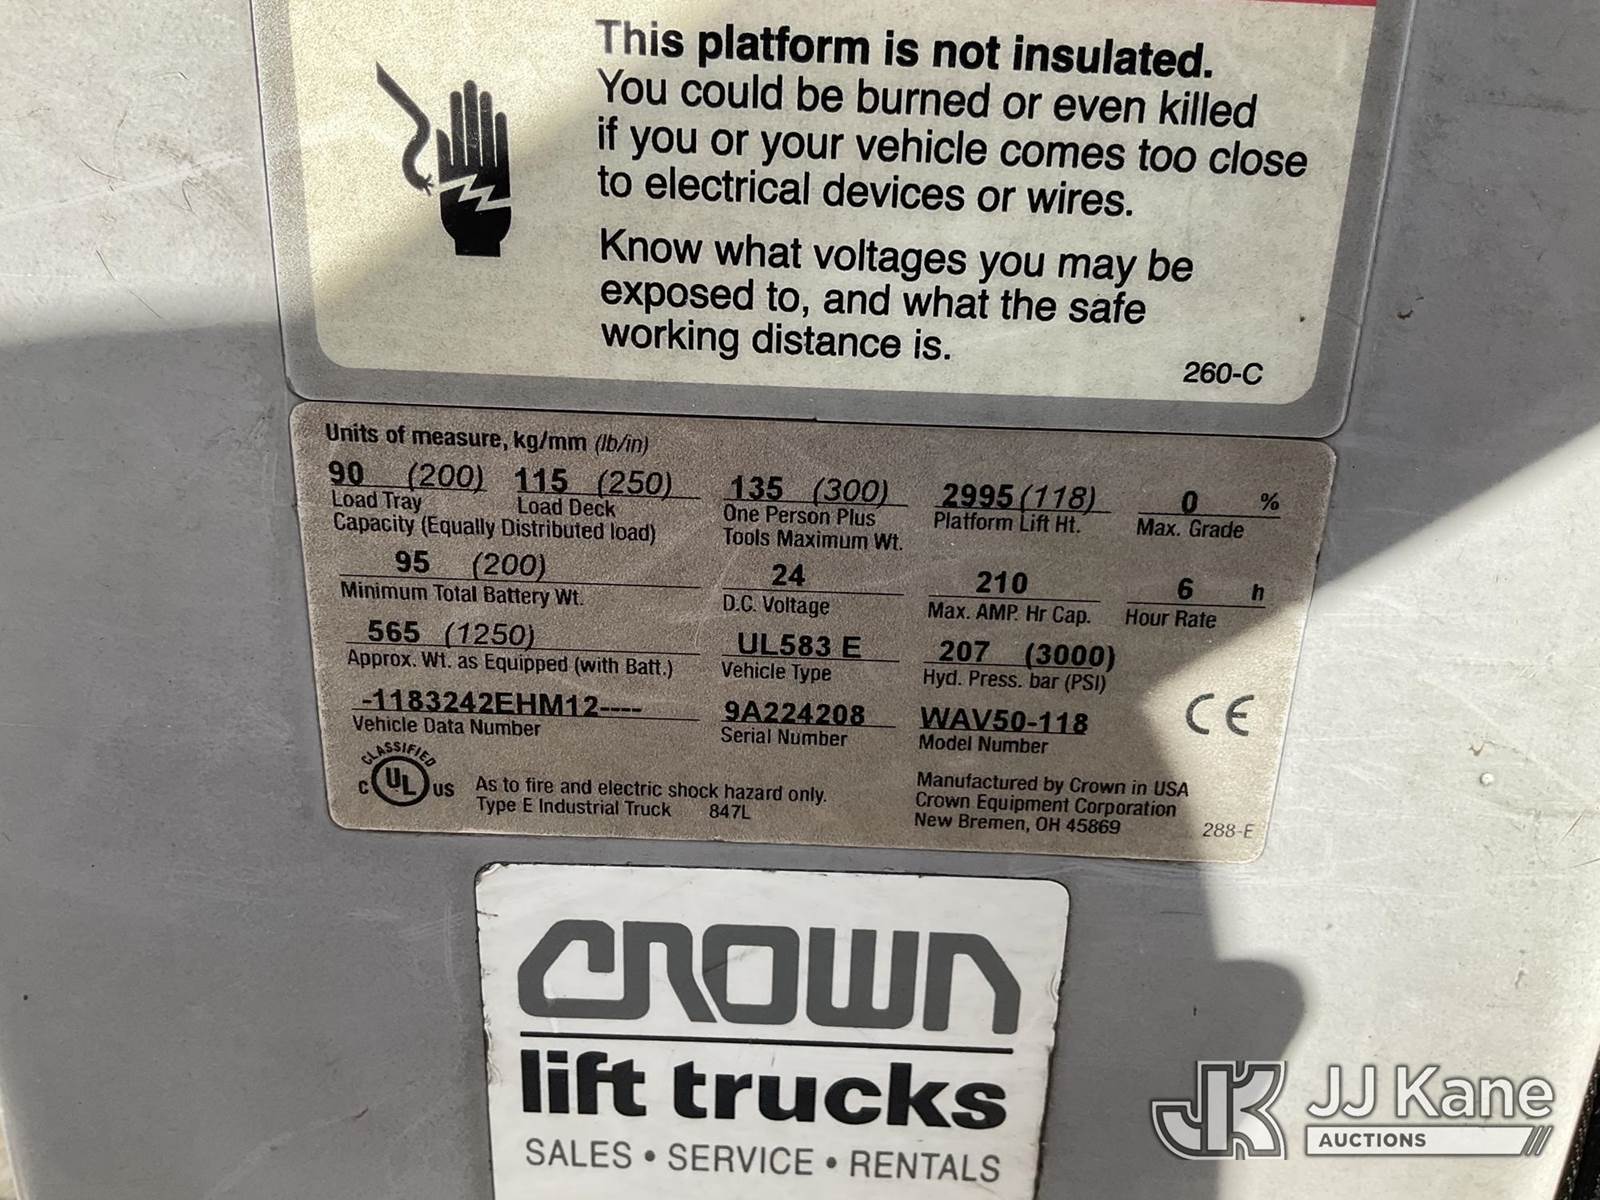 This platform is not insulated.
You could be burned or even killed
if you or your vehicle comes too close
to electrical devices or wires.
Know what voltages you may be
exposed to, and what the safe
working distance is.
260-C
Units of measure, kg/mm (lb/in)
90 (200) 115 (250) 135 (300) 2995 (118) 0 %
Load Tray Load Deck One Person Plus Platform Lift Ht. Max. Grade
Capacity (Equally Distributed load) Tools Maximum Wt.
95 (200) 24 210 6 h
Minimum Total Battery Wt. D.C. Voltage Max. AMP. Hr Cap. Hour Rate
565 (1250) UL583 E 207 (3000)
Approx. Wt. as Equipped (with Batt.) Vehicle Type Hyd. Press. bar (PSI)
-1183242EHM12---- 9A224208 WAV50-118 CE
Vehicle Data Number Serial Number Model Number
CLASSIFIED
C UL US
As to fire and electric shock hazard only.
Type E Industrial Truck 847L
Manufactured by Crown in USA
Crown Equipment Corporation
New Bremen, OH 45869
288-E
CROWN
lift trucks
SALES • SERVICE • RENTALS
JK JJ Kane
AUCTIONS